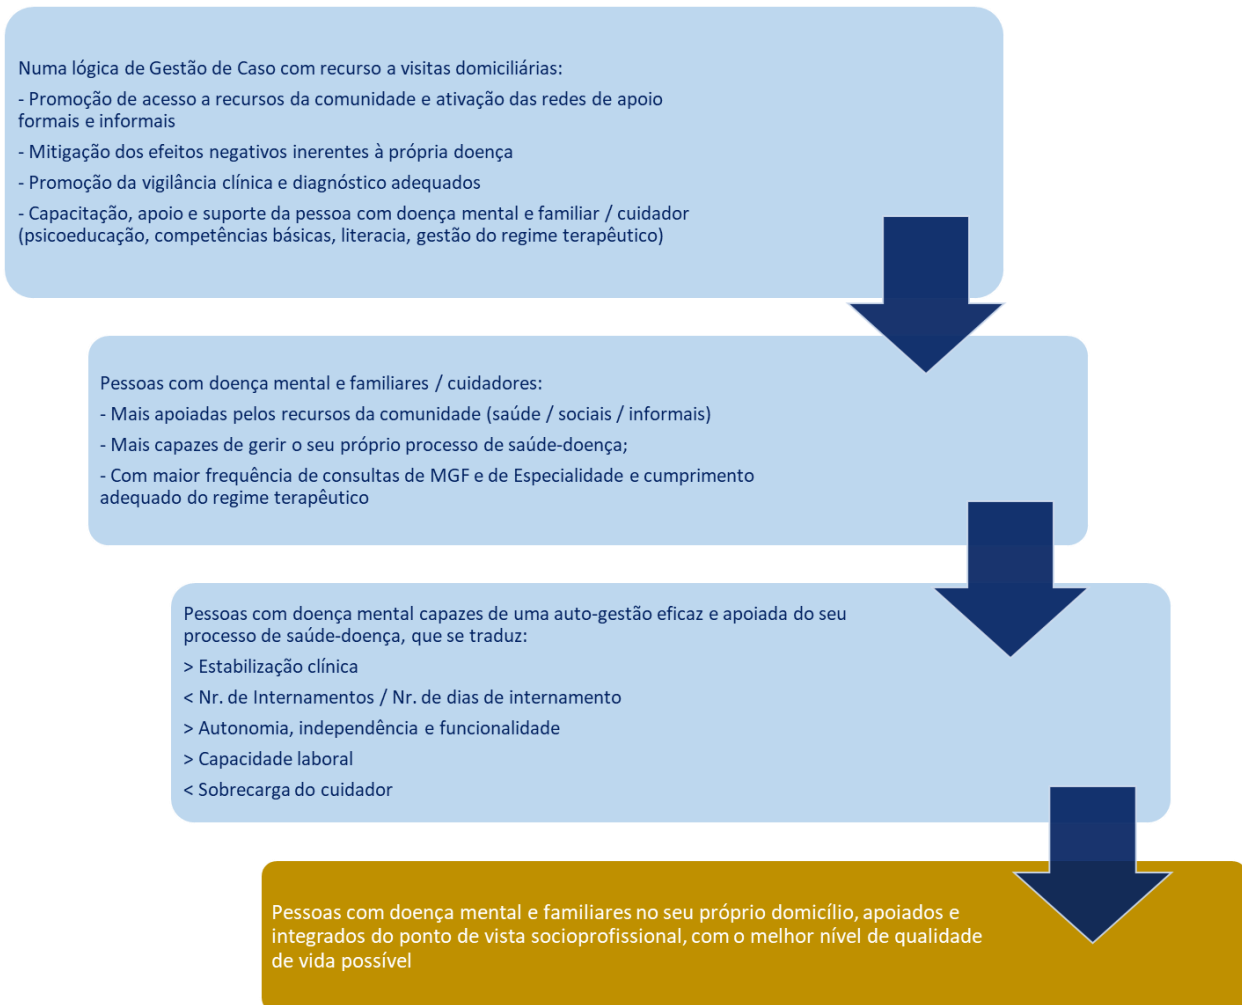 Numa lógica de Gestão de Caso com recurso a visitas domiciliárias:
- Promoção de acesso a recursos da comunidade e ativação das redes de apoio
formais e informais
- Mitigação dos efeitos negativos inerentes à própria doença
- Promoção da vigilância clínica e diagnóstico adequados
- Capacitação, apoio e suporte da pessoa com doença mental e familiar / cuidador
(psicoeducação, competências básicas, literacia, gestão do regime terapêutico)
Pessoas com doença mental e familiares / cuidadores:
- Mais apoiadas pelos recursos da comunidade (saúde / sociais / informais)
- Mais capazes de gerir o seu próprio processo de saúde-doença;
- Com maior frequência de consultas de MGF e de Especialidade e cumprimento
adequado do regime terapêutico
Pessoas com doença mental capazes de uma auto-gestão eficaz e apoiada do seu
processo de saúde-doença, que se traduz:
> Estabilização clínica
< Nr. de Internamentos / Nr. de dias de internamento
> Autonomia, independência e funcionalidade
> Capacidade laboral
< Sobrecarga do cuidador
Pessoas com doença mental e familiares no seu próprio domicílio, apoiados e
integrados do ponto de vista socioprofissional, com o melhor nível de qualidade
de vida possível